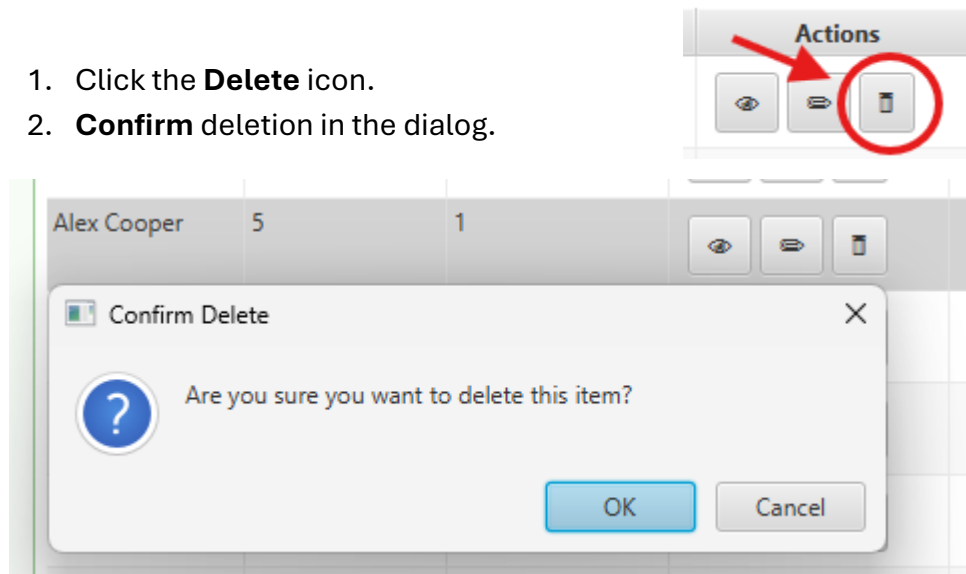 Actions
1. Click the Delete icon.
2. Confirm deletion in the dialog.
Alex Cooper 5 1
Confirm Delete
Are you sure you want to delete this item?
OK Cancel